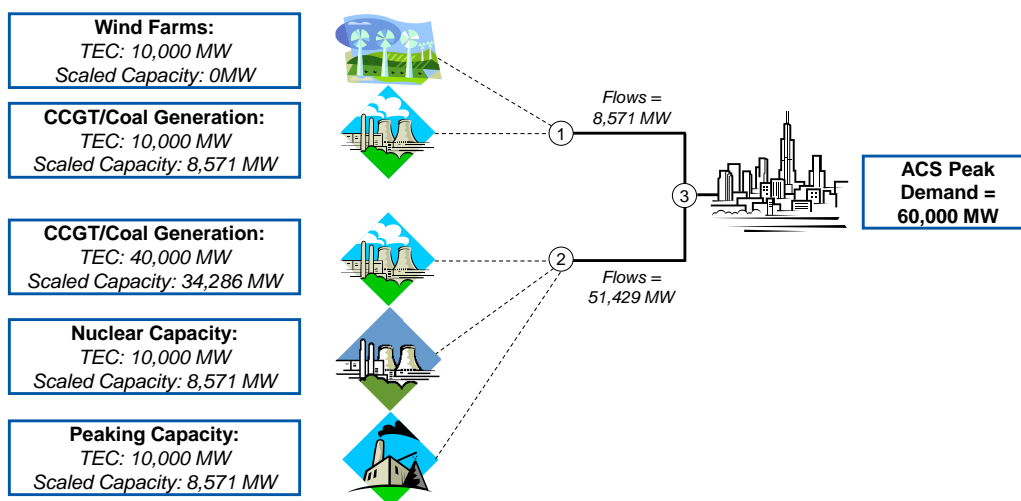 Wind Farms:
TEC: 10,000 MW
Scaled Capacity: 0MW
CCGT/Coal Generation:
TEC: 10,000 MW
Scaled Capacity: 8,571 MW
CCGT/Coal Generation:
TEC: 40,000 MW
Scaled Capacity: 34,286 MW
Nuclear Capacity:
TEC: 10,000 MW
Scaled Capacity: 8,571 MW
Peaking Capacity:
TEC: 10,000 MW
Scaled Capacity: 8,571 MW
1
Flows =
8,571 MW
2
Flows =
51,429 MW
3
ACS Peak
Demand =
60,000 MW